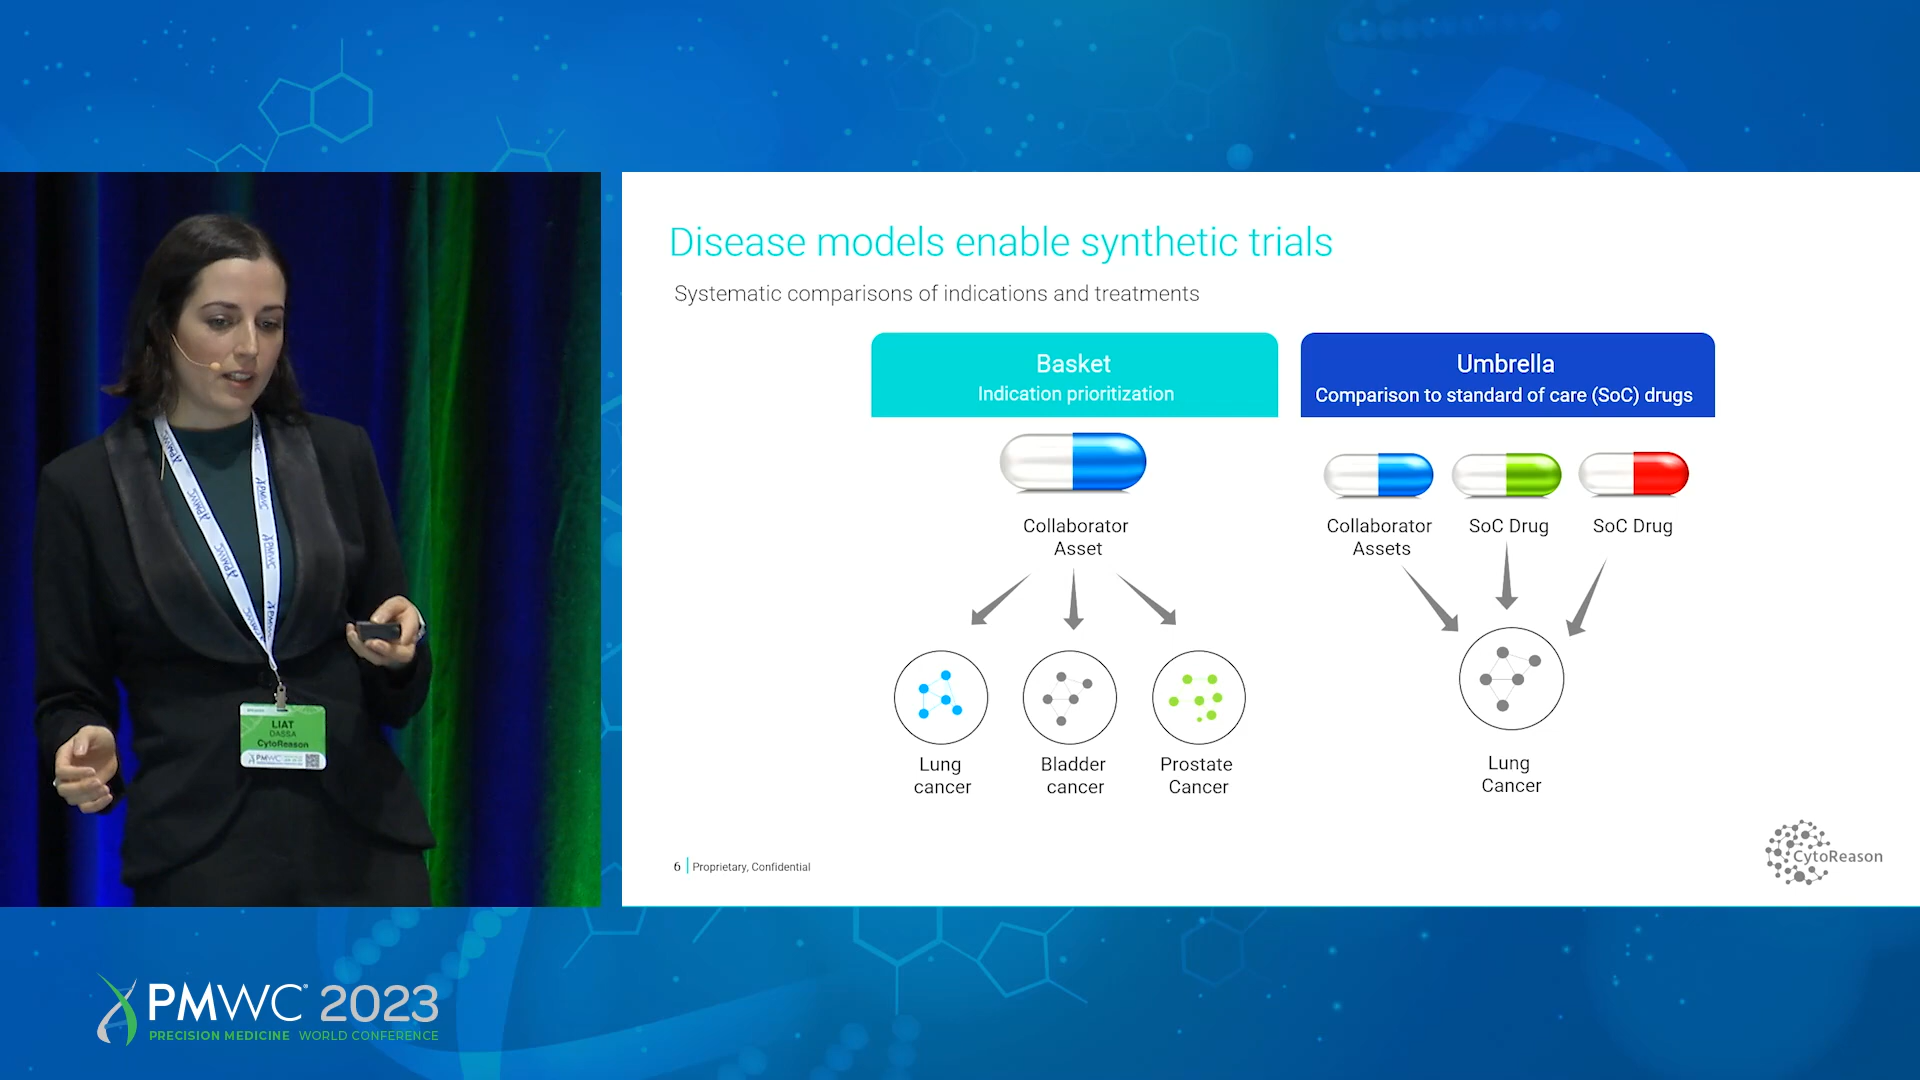 Disease models enable synthetic trials
Systematic comparisons of indications and treatments
Basket
Indication prioritization
Umbrella
Comparison to standard of care (SoC) drugs
Collaborator
Asset
Collaborator
Assets
SoC Drug
SoC Drug
Lung
cancer
Bladder
cancer
Prostate
Cancer
Lung
Cancer
6 | Proprietary, Confidential
CytoReason
LIAT
DASSA
CytoReason
PMWC
PMWC 2023
PRECISION MEDICINE WORLD CONFERENCE